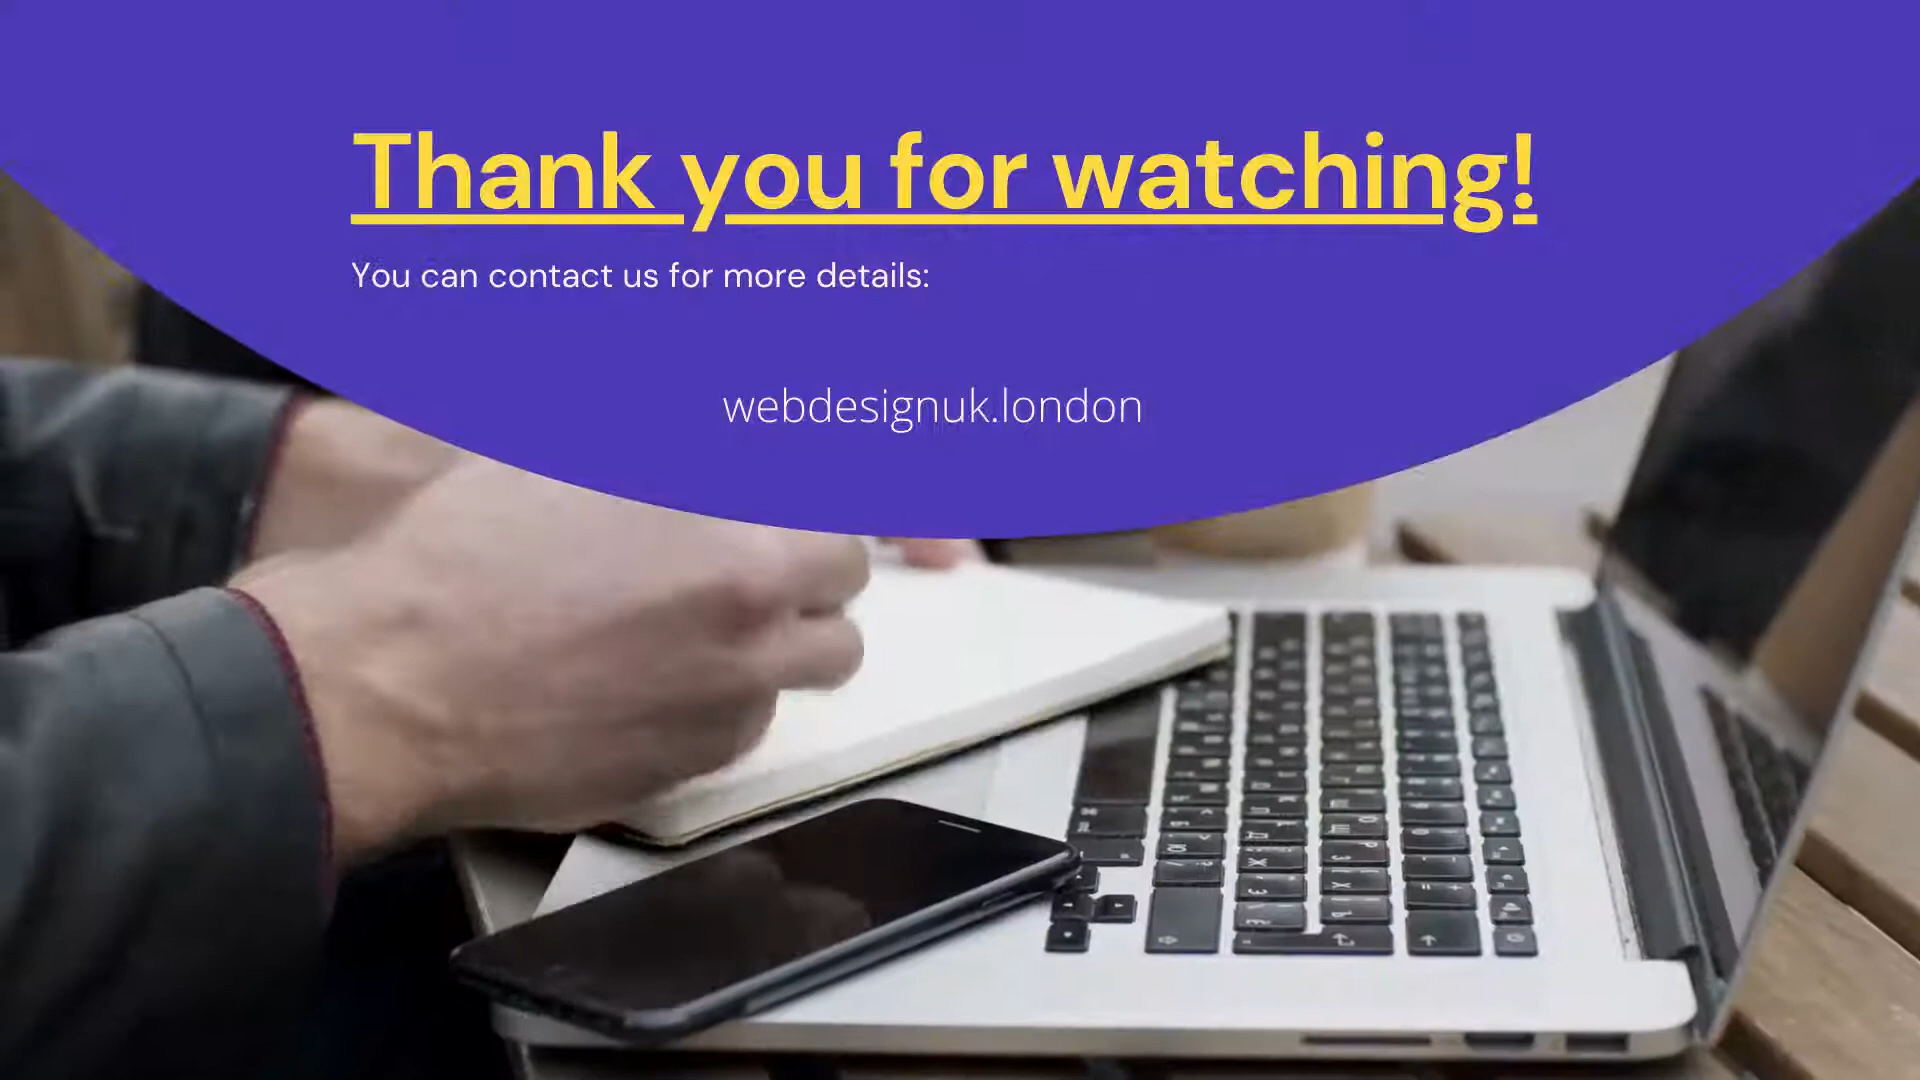 Thank you for watching!
You can contact us for more details:
webdesignuk.london